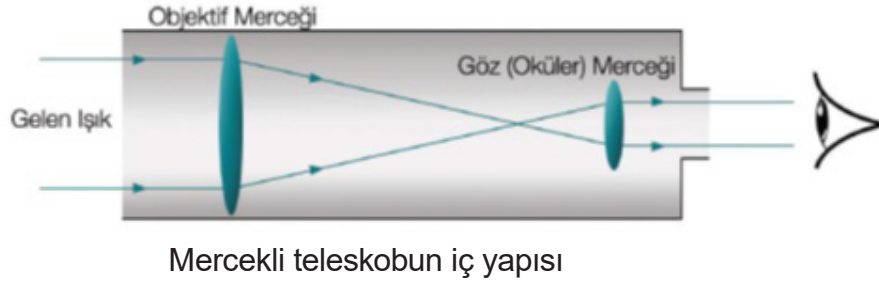 Objektif Merceği
Göz (Oküler) Merceği
Gelen Işık
Mercekli teleskobun iç yapısı